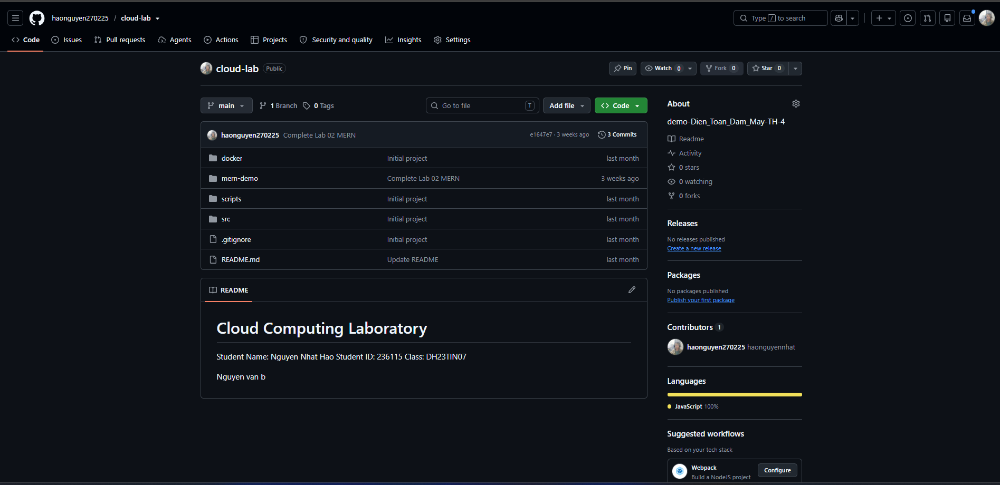 haonguyen270225 / cloud-lab
Type / to search
Code Issues Pull requests Agents Actions Projects Security and quality Insights Settings
cloud-lab Public
Pin Watch 0 Fork 0 Star 0
main 1 Branch 0 Tags Go to file T Add file Code
haonguyen270225 Complete Lab 02 MERN e1647e7 · 3 weeks ago 3 Commits
docker Initial project last month
mern-demo Complete Lab 02 MERN 3 weeks ago
scripts Initial project last month
src Initial project last month
.gitignore Initial project last month
README.md Update README last month
README
Cloud Computing Laboratory
Student Name: Nguyen Nhat Hao Student ID: 236115 Class: DH23TIN07
Nguyen van b
About
demo-Dien_Toan_Dam_May-TH-4
Readme
Activity
0 stars
0 watching
0 forks
Releases
No releases published
Create a new release
Packages
No packages published
Publish your first package
Contributors 1
haonguyen270225 haonguyennhat
Languages
JavaScript 100%
Suggested workflows
Based on your tech stack
Webpack
Build a NodeJS project
Configure